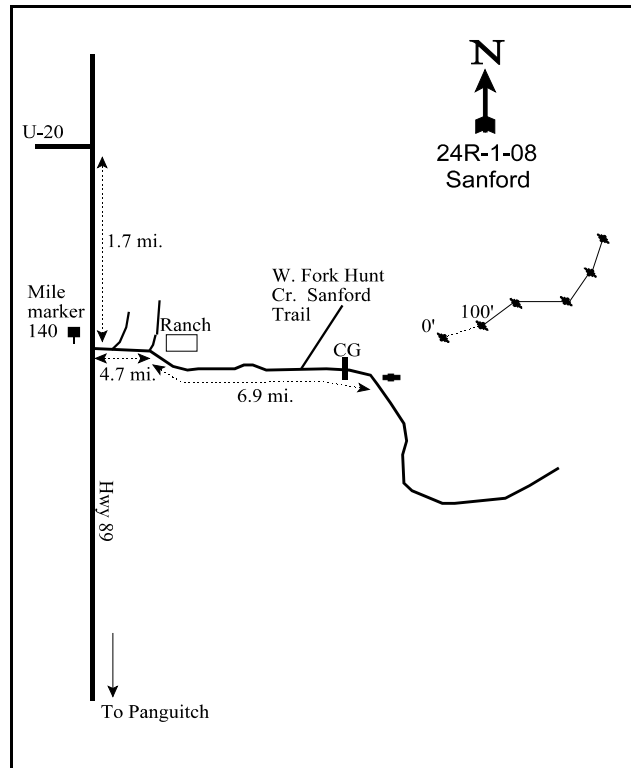 N
24R-1-08
Sanford
U-20
1.7 mi.
Mile
marker
140
Ranch
W. Fork Hunt
Cr. Sanford
Trail
CG
0'
100'
4.7 mi.
6.9 mi.
Hwy 89
To Panguitch